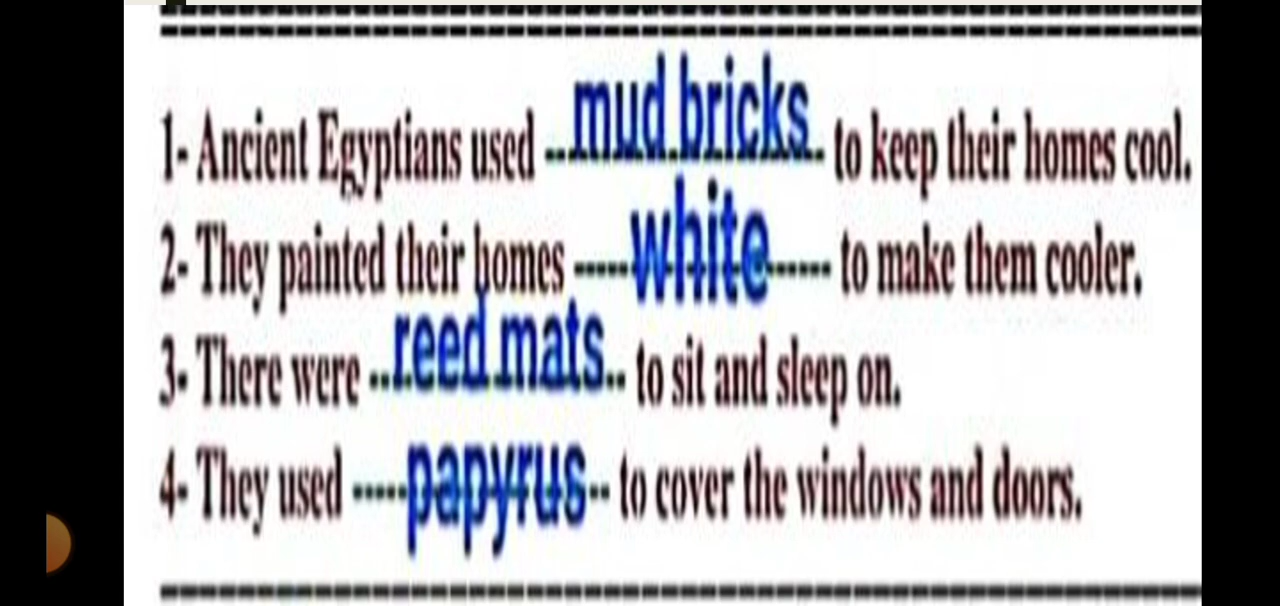 1- Ancient Egyptians used mud bricks to keep their homes cool.
2- They painted their homes white to make them cooler.
3- There were reed mats to sit and sleep on.
4- They used papyrus to cover the windows and doors.